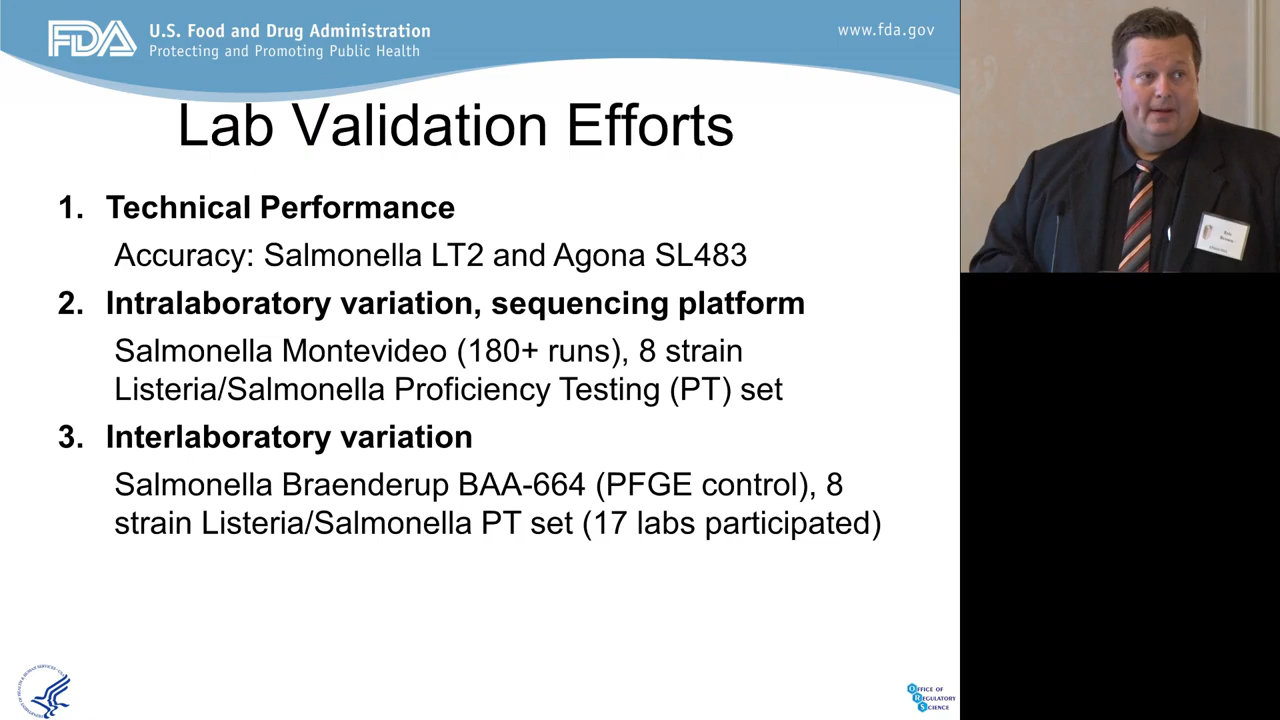 FDA
U.S. Food and Drug Administration
Protecting and Promoting Public Health
www.fda.gov
Lab Validation Efforts
1. Technical Performance
Accuracy: Salmonella LT2 and Agona SL483
2. Intralaboratory variation, sequencing platform
Salmonella Montevideo (180+ runs), 8 strain
Listeria/Salmonella Proficiency Testing (PT) set
3. Interlaboratory variation
Salmonella Braenderup BAA-664 (PFGE control), 8
strain Listeria/Salmonella PT set (17 labs participated)
OFFICE OF
REGULATORY
SCIENCE